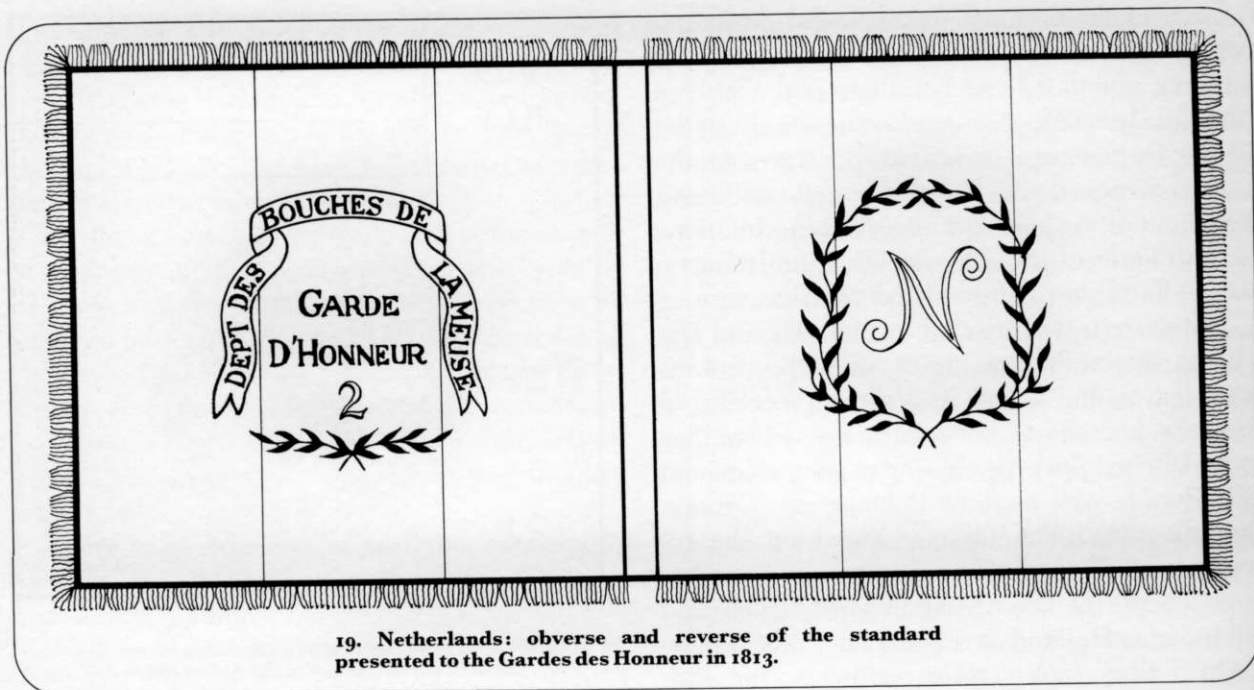 DEPT DES BOUCHES DE LA MEUSE
GARDE
D'HONNEUR
2
N
19. Netherlands: obverse and reverse of the standard
presented to the Gardes des Honneur in 1813.